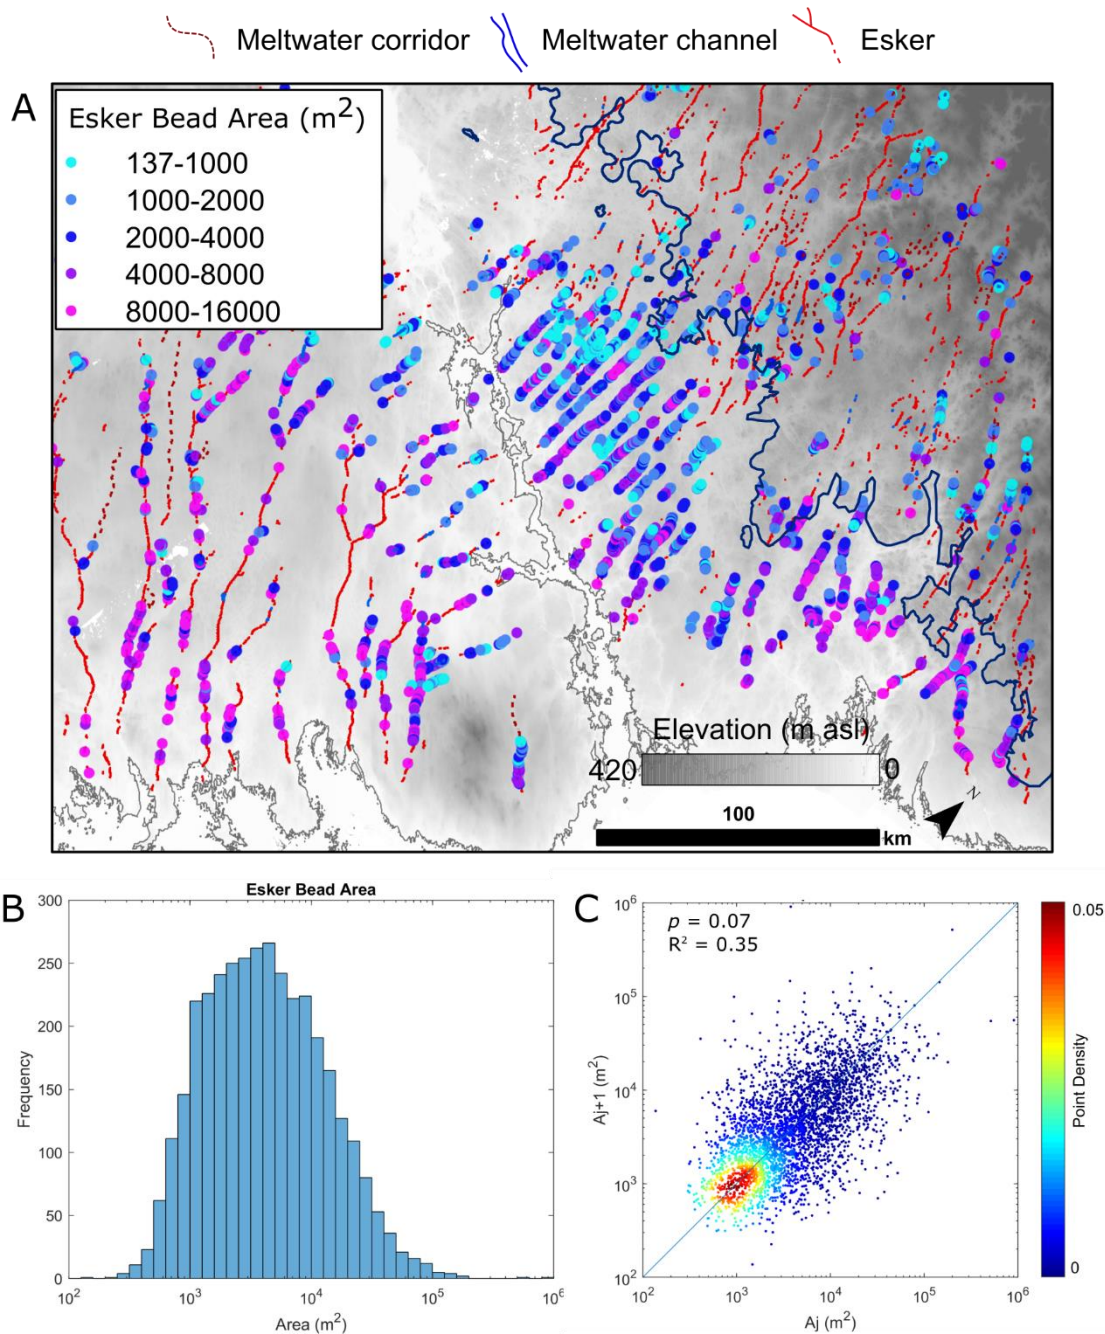 Meltwater corridor Meltwater channel Esker
A
Esker Bead Area (m²)
137-1000
1000-2000
2000-4000
4000-8000
8000-16000
Elevation (m asl)
420 0
N
100
km
B
Esker Bead Area
300
250
200
150
100
50
0
10² 10³ 10⁴ 10⁵ 10⁶
Frequency
Area (m²)
C
p = 0.07
R² = 0.35
10⁶
10⁵
10⁴
10³
10²
10² 10³ 10⁴ 10⁵ 10⁶
Aj+1 (m²)
Aj (m²)
0.05
0
Point Density